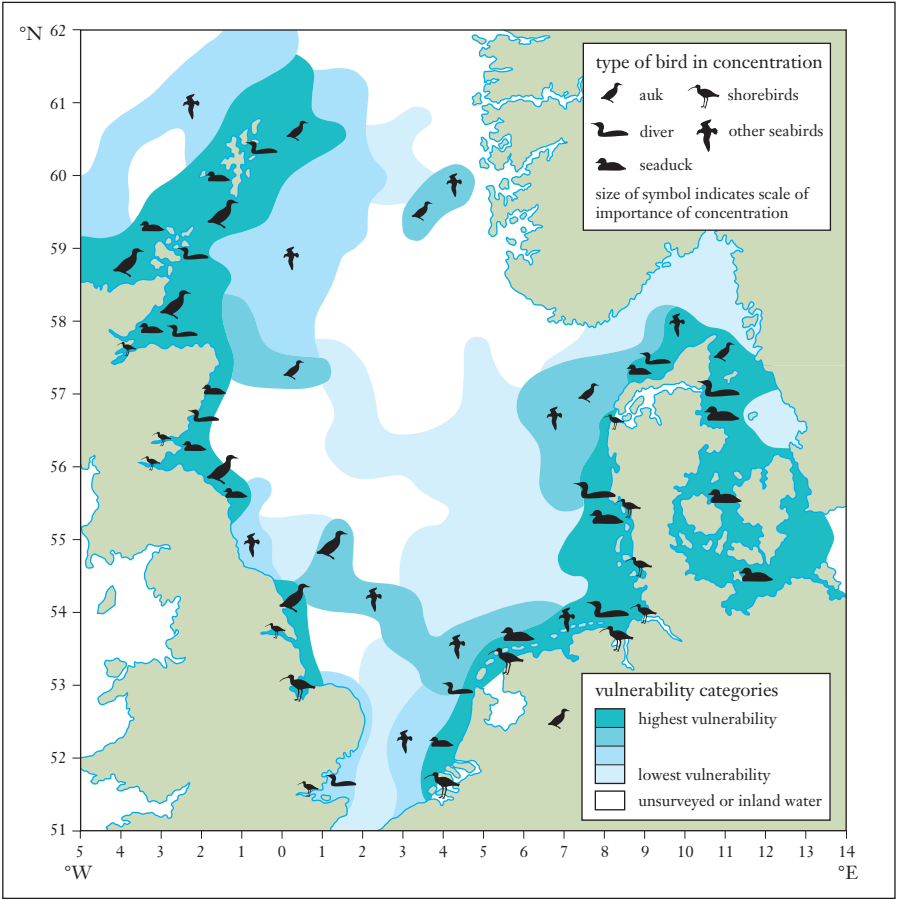 °N 62
61
60
59
58
57
56
55
54
53
52
51
type of bird in concentration
auk shorebirds
diver other seabirds
seaduck
size of symbol indicates scale of
importance of concentration
vulnerability categories
highest vulnerability
lowest vulnerability
unsurveyed or inland water
5 4 3 2 1 0 1 2 3 4 5 6 7 8 9 10 11 12 13 14
°W °E